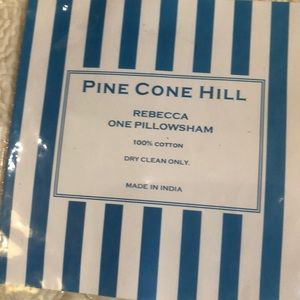 PINE CONE HILL
REBECCA
ONE PILLOWSHAM
100% COTTON
DRY CLEAN ONLY.
MADE IN INDIA